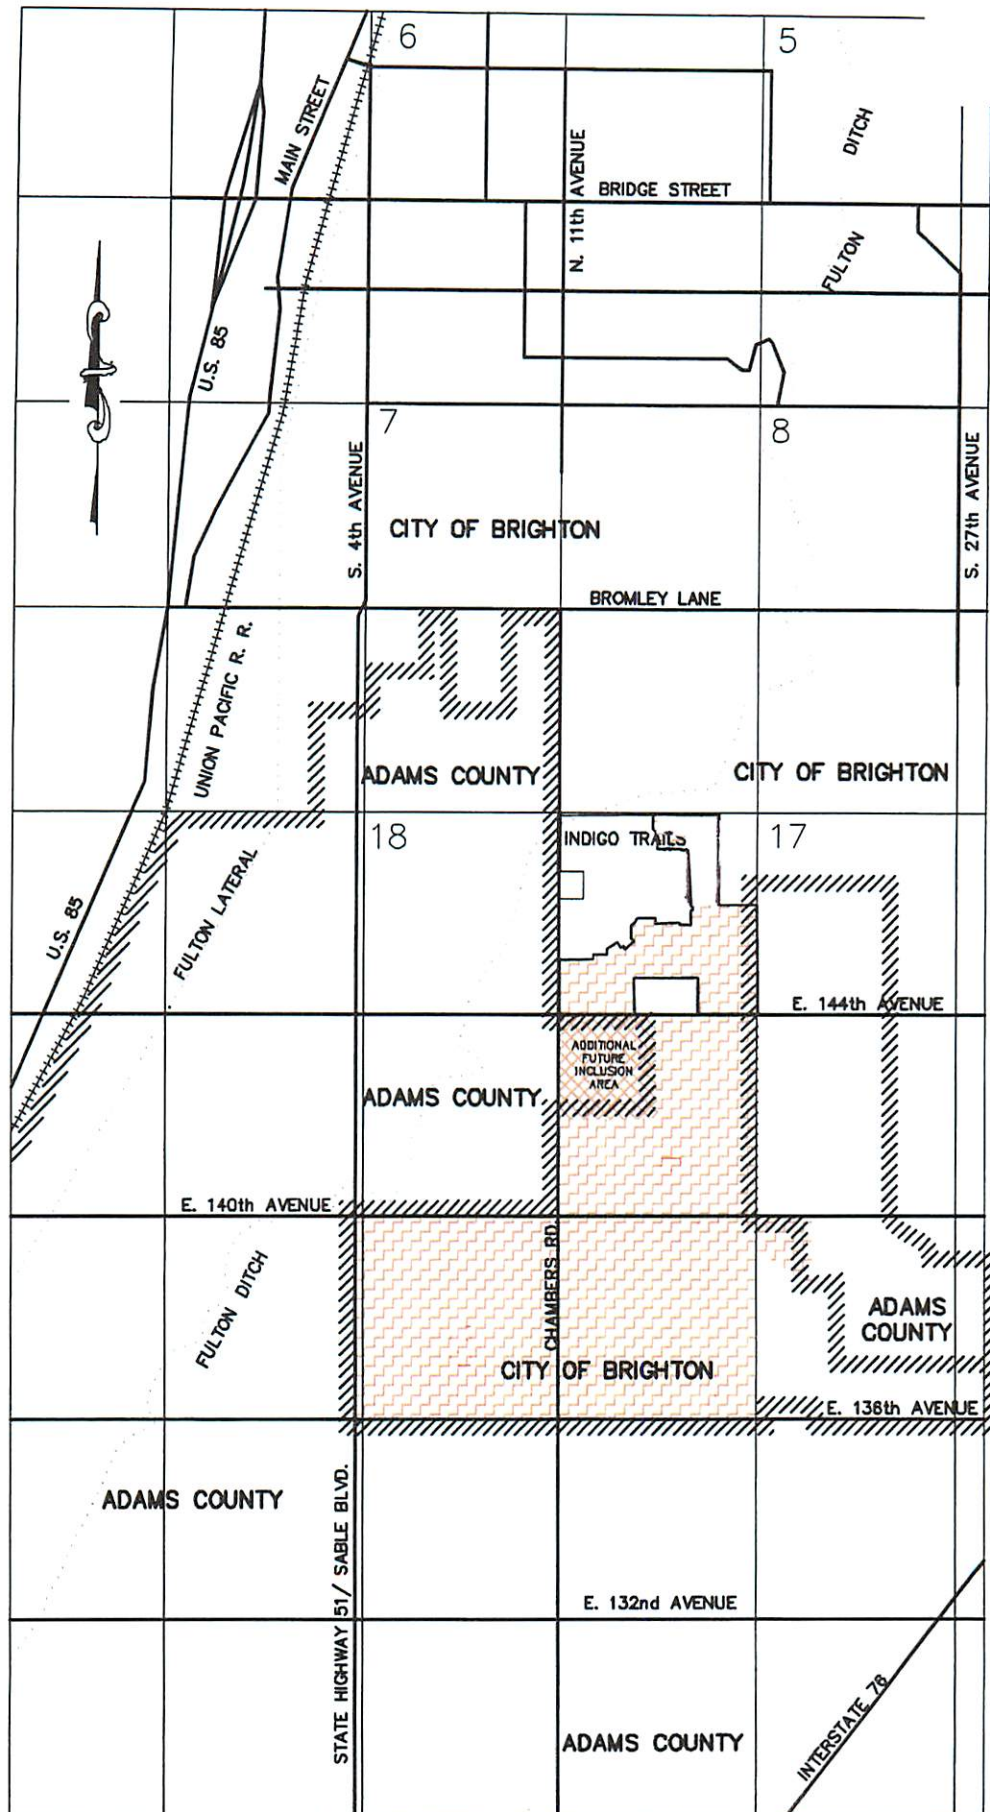 6
5
MAIN STREET
DITCH
N. 11th AVENUE
BRIDGE STREET
FULTON
U.S. 85
7
8
S. 4th AVENUE
S. 27th AVENUE
CITY OF BRIGHTON
BROMLEY LANE
UNION PACIFIC R. R.
ADAMS COUNTY
CITY OF BRIGHTON
18
INDIGO TRAILS
17
FULTON LATERAL
U.S. 85
E. 144th AVENUE
ADDITIONAL
FUTURE
INCLUSION
AREA
ADAMS COUNTY
E. 140th AVENUE
CHAMBERS RD.
FULTON DITCH
ADAMS
COUNTY
CITY OF BRIGHTON
E. 136th AVENUE
ADAMS COUNTY
STATE HIGHWAY 51/ SABLE BLVD.
E. 132nd AVENUE
INTERSTATE 76
ADAMS COUNTY